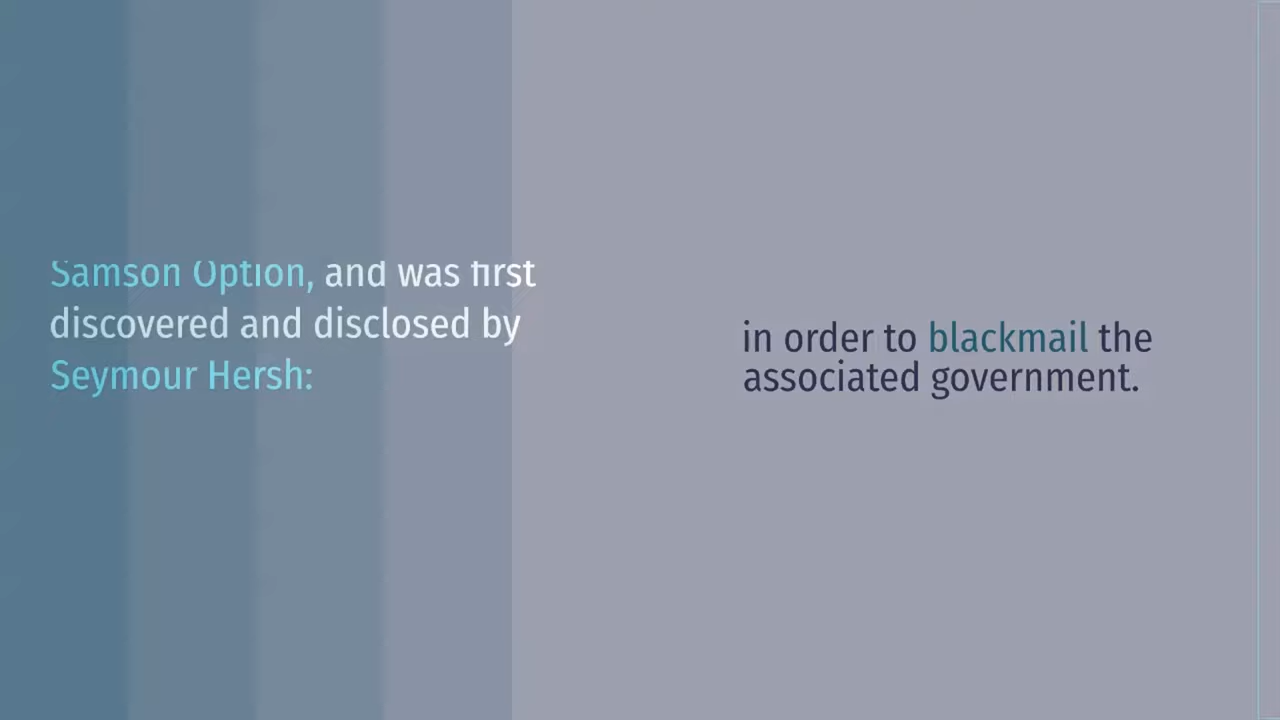 Samson Option, and was first
discovered and disclosed by
Seymour Hersh:
in order to blackmail the
associated government.